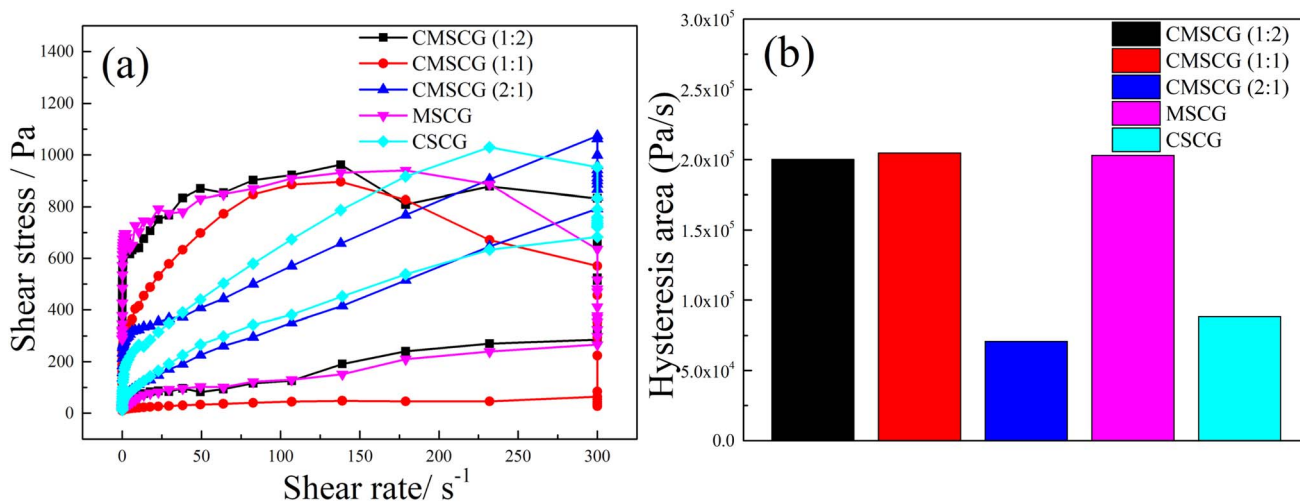 (a)
CMSCG (1:2)
CMSCG (1:1)
CMSCG (2:1)
MSCG
CSCG
Shear stress / Pa
1400
1200
1000
800
600
400
200
0
0 50 100 150 200 250 300
Shear rate/ s⁻¹
(b)
CMSCG (1:2)
CMSCG (1:1)
CMSCG (2:1)
MSCG
CSCG
Hysteresis area (Pa/s)
3.0x10⁵
2.5x10⁵
2.0x10⁵
1.5x10⁵
1.0x10⁵
5.0x10⁴
0.0